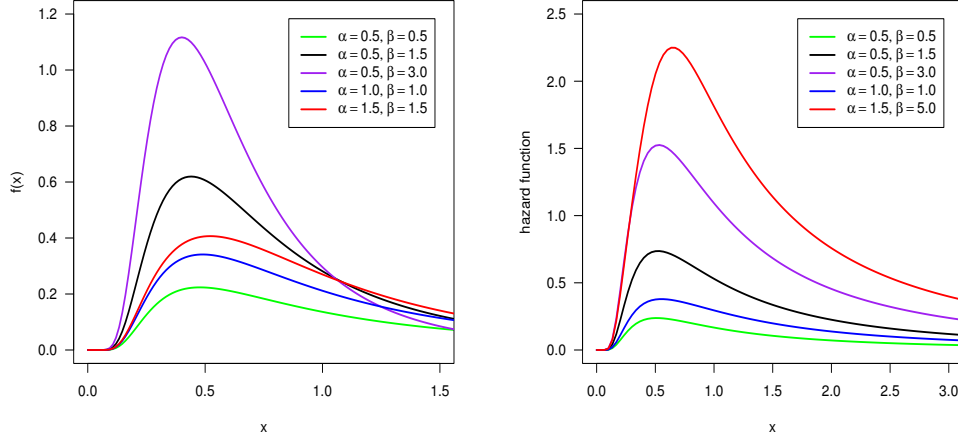 1.2
1.0
0.8
0.6
0.4
0.2
0.0
f(x)
α = 0.5, β = 0.5
α = 0.5, β = 1.5
α = 0.5, β = 3.0
α = 1.0, β = 1.0
α = 1.5, β = 1.5
0.0 0.5 1.0 1.5
x
2.5
2.0
1.5
1.0
0.5
0.0
hazard function
α = 0.5, β = 0.5
α = 0.5, β = 1.5
α = 0.5, β = 3.0
α = 1.0, β = 1.0
α = 1.5, β = 5.0
0.0 0.5 1.0 1.5 2.0 2.5 3.0
x